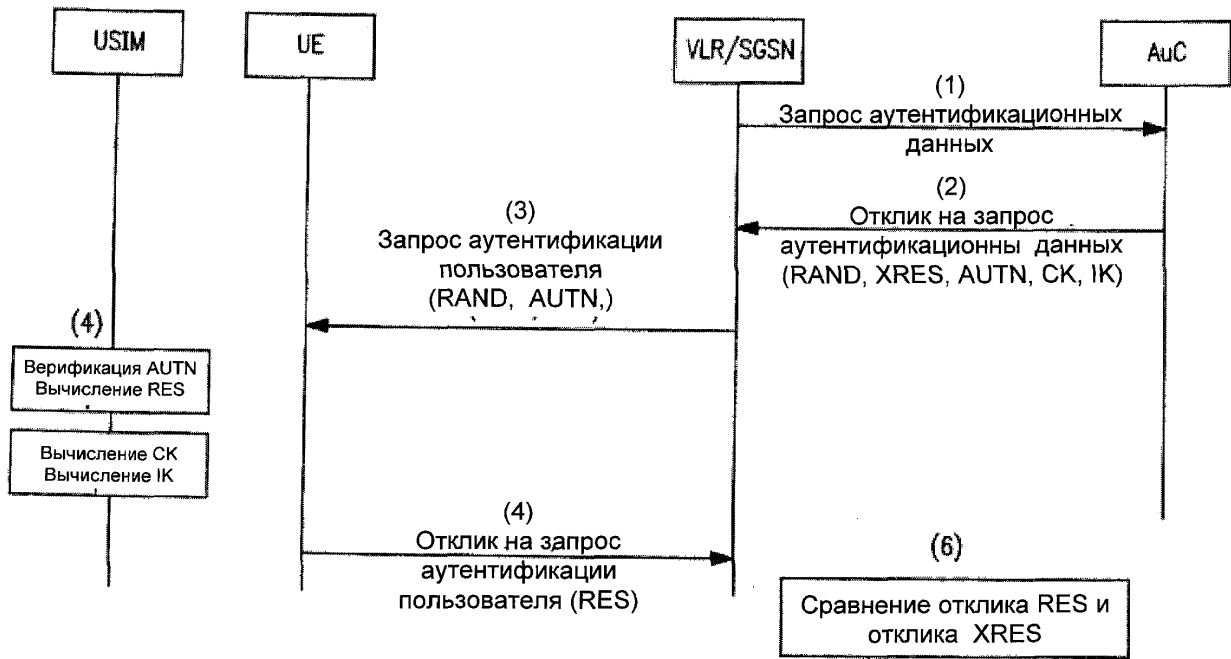 USIM
UE
VLR/SGSN
AuC
(1)
Запрос аутентификационных
данных
(2)
Отклик на запрос
аутентификационны данных
(RAND, XRES, AUTN, CK, IK)
(3)
Запрос аутентификации
пользователя
(RAND, AUTN,)
(4)
Верификация AUTN
Вычисление RES
Вычисление CK
Вычисление IK
(4)
Отклик на запрос
аутентификации
пользователя (RES)
(6)
Сравнение отклика RES и
отклика XRES